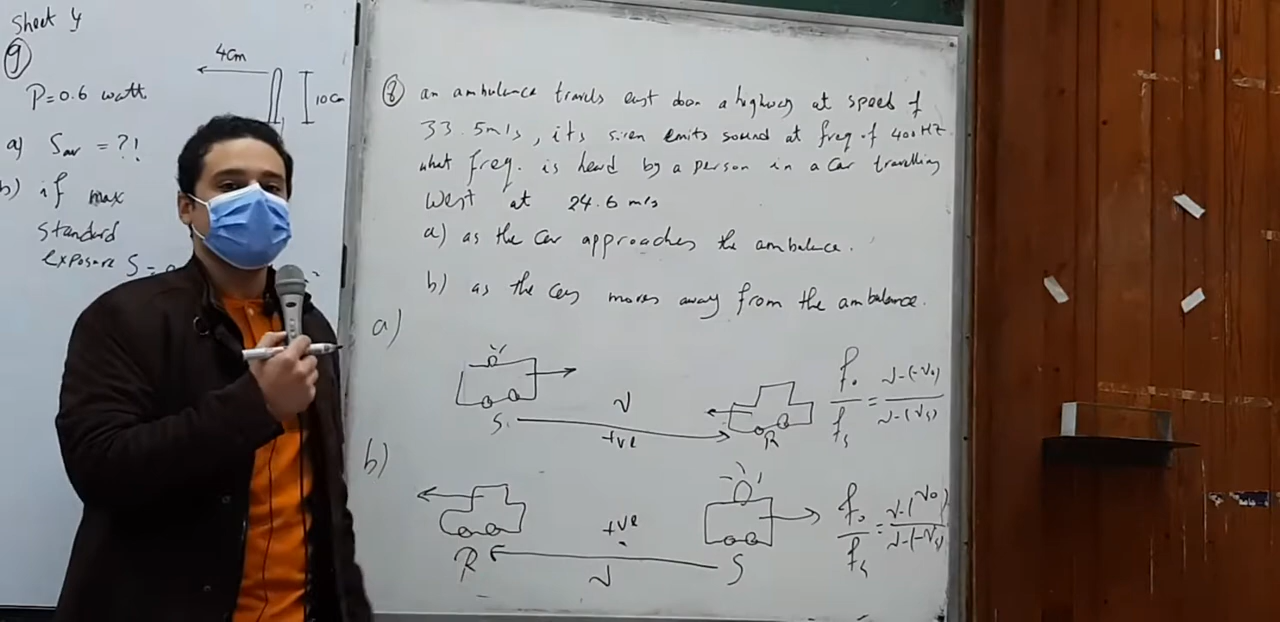 Sheet 4
9
P=0.6 watt
a) Sav = ?!
b) if max
standard
exposure S =
4cm
10cm
8 an ambulance travels east down a highway at speed of
33.5m/s, its siren emits sound at freq of 400HZ.
what freq. is heard by a person in a car travelling
west at 24.6 m/s
a) as the car approaches the ambulance.
b) as the car moves away from the ambulance.
a)
S.
V
+ve
R
fo/fs = V-(-Vo)/V-(Vs)
b)
R
+ve
V
S
fo/fs = V-(Vo)/V-(-Vs)